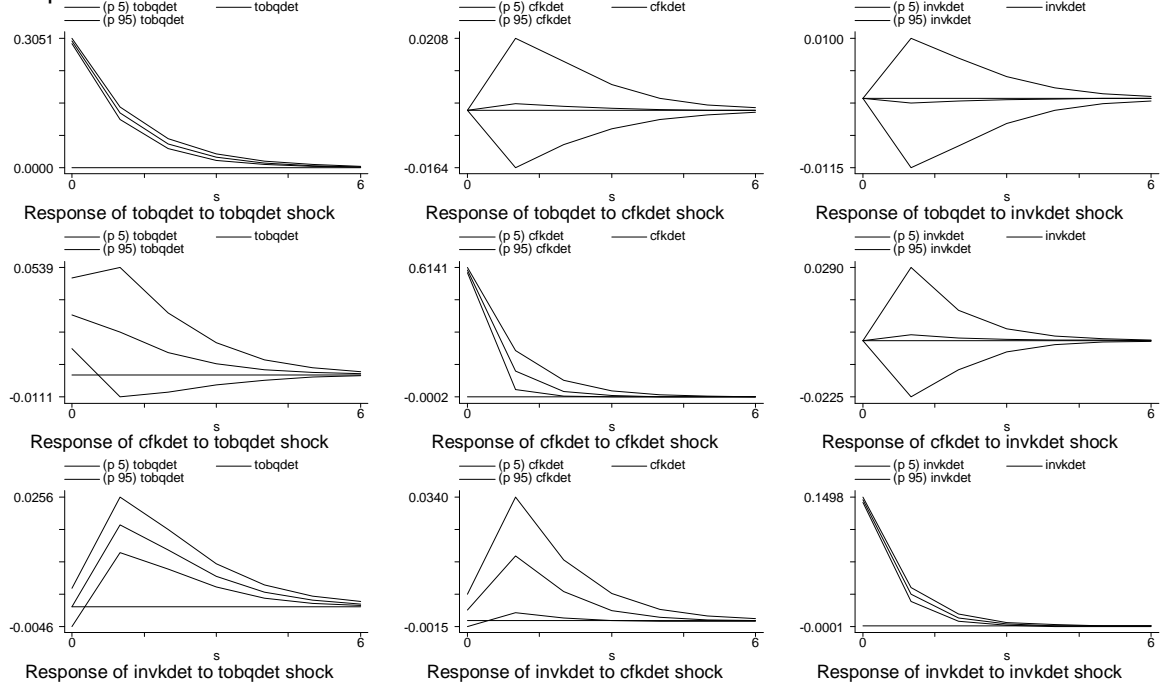 (p 5) tobqdet tobqdet
(p 95) tobqdet
0.3051
0.0000
0 6
s
Response of tobqdet to tobqdet shock
(p 5) cfkdet cfkdet
(p 95) cfkdet
0.0208
-0.0164
0 6
s
Response of tobqdet to cfkdet shock
(p 5) invkdet invkdet
(p 95) invkdet
0.0100
-0.0115
0 6
s
Response of tobqdet to invkdet shock
(p 5) tobqdet tobqdet
(p 95) tobqdet
0.0539
-0.0111
0 6
s
Response of cfkdet to tobqdet shock
(p 5) cfkdet cfkdet
(p 95) cfkdet
0.6141
-0.0002
0 6
s
Response of cfkdet to cfkdet shock
(p 5) invkdet invkdet
(p 95) invkdet
0.0290
-0.0225
0 6
s
Response of cfkdet to invkdet shock
(p 5) tobqdet tobqdet
(p 95) tobqdet
0.0256
-0.0046
0 6
s
Response of invkdet to tobqdet shock
(p 5) cfkdet cfkdet
(p 95) cfkdet
0.0340
-0.0015
0 6
s
Response of invkdet to cfkdet shock
(p 5) invkdet invkdet
(p 95) invkdet
0.1498
-0.0001
0 6
s
Response of invkdet to invkdet shock